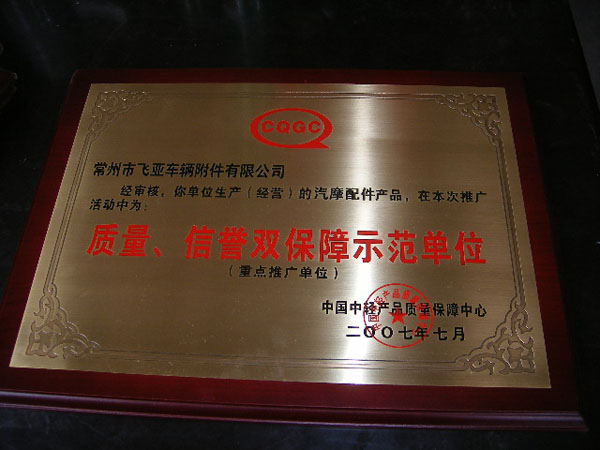 CQGC
常州市飞亚车辆附件有限公司
经审核，你单位生产（经营）的汽摩配件产品，在本次推广
活动中为：
质量、信誉双保障示范单位
（重点推广单位）
中国中轻产品质量保障中心
二〇〇七年七月